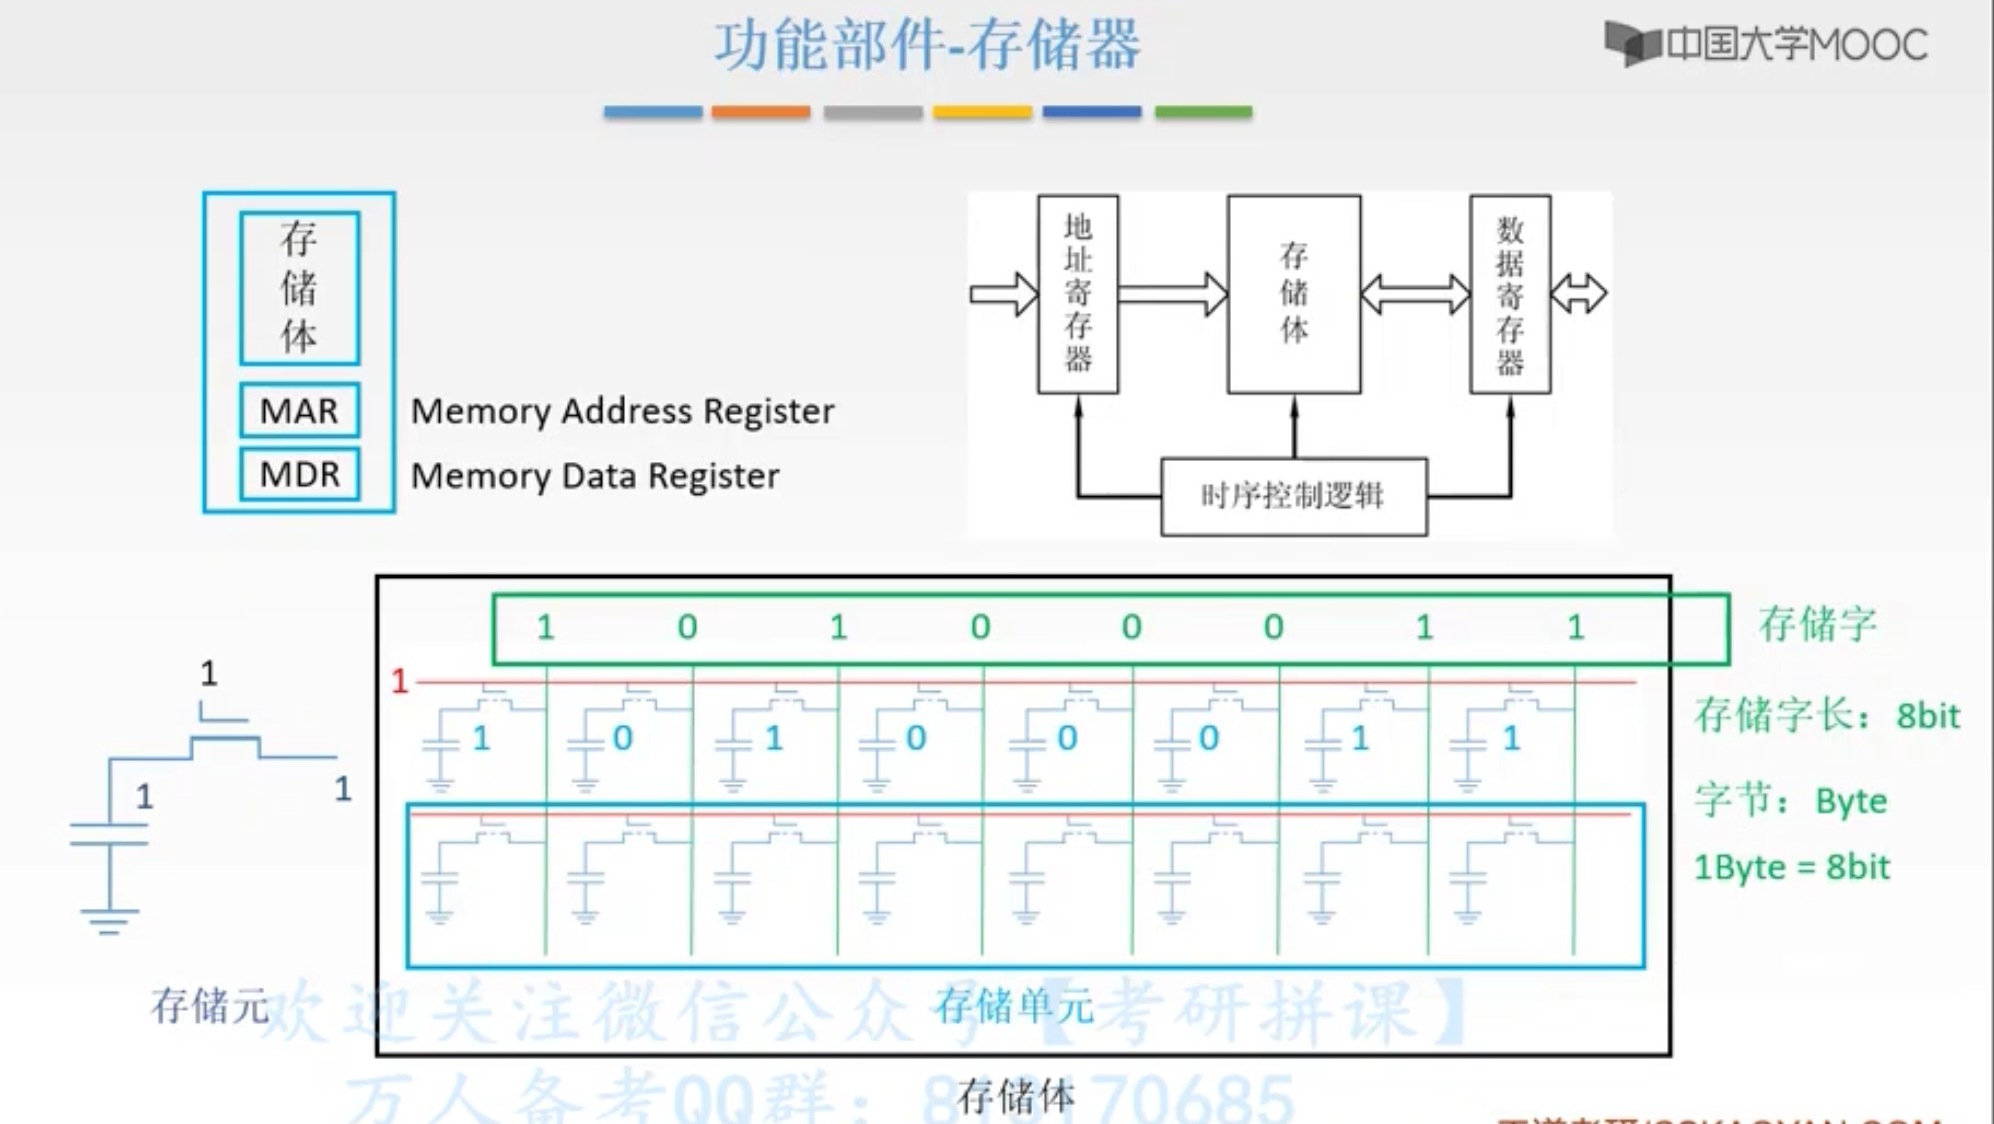 功能部件-存储器
中国大学MOOC
存储体
MAR Memory Address Register
MDR Memory Data Register
地址寄存器
存储体
数据寄存器
时序控制逻辑
1 0 1 0 0 0 1 1 存储字
1
1
1 0 1 0 0 0 1 1
存储字长：8bit
1
1
字节：Byte
1Byte = 8bit
存储元
存储单元
欢迎关注微信公众号【考研拼课】
存储体
万人备考QQ群：